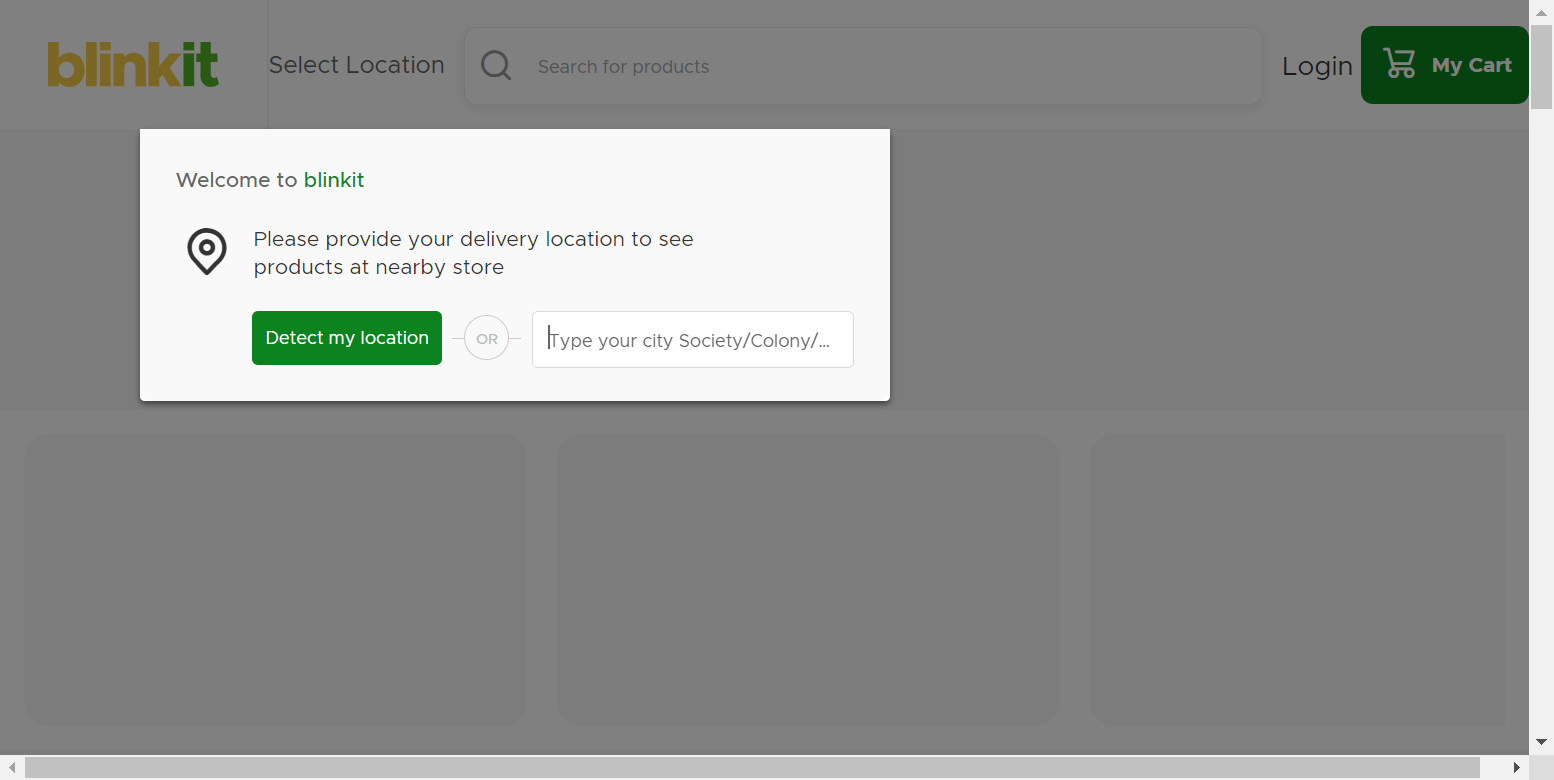 blinkit
Select Location
Search for products
Login
My Cart
Welcome to blinkit
Please provide your delivery location to see
products at nearby store
Detect my location
OR
Type your city Society/Colony/...